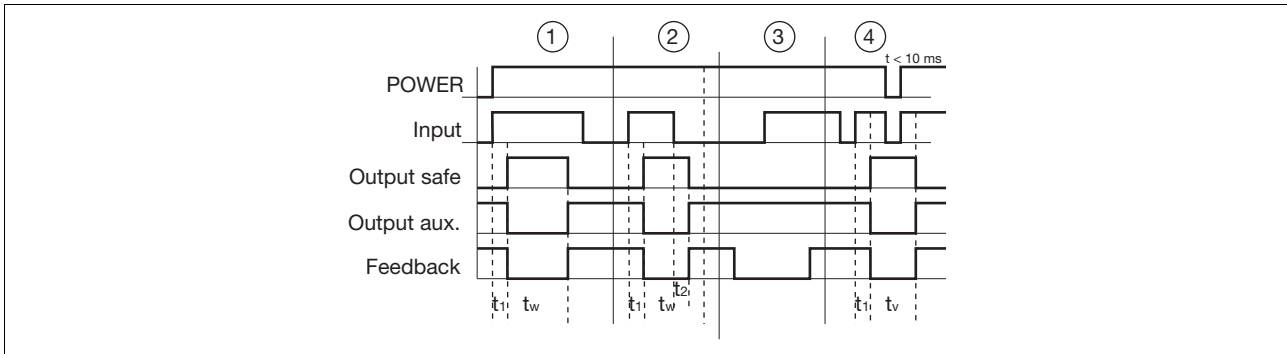 1 2 3 4
t < 10 ms
POWER
Input
Output safe
Output aux.
Feedback
t1 tw t1 tw t2 t1 tv